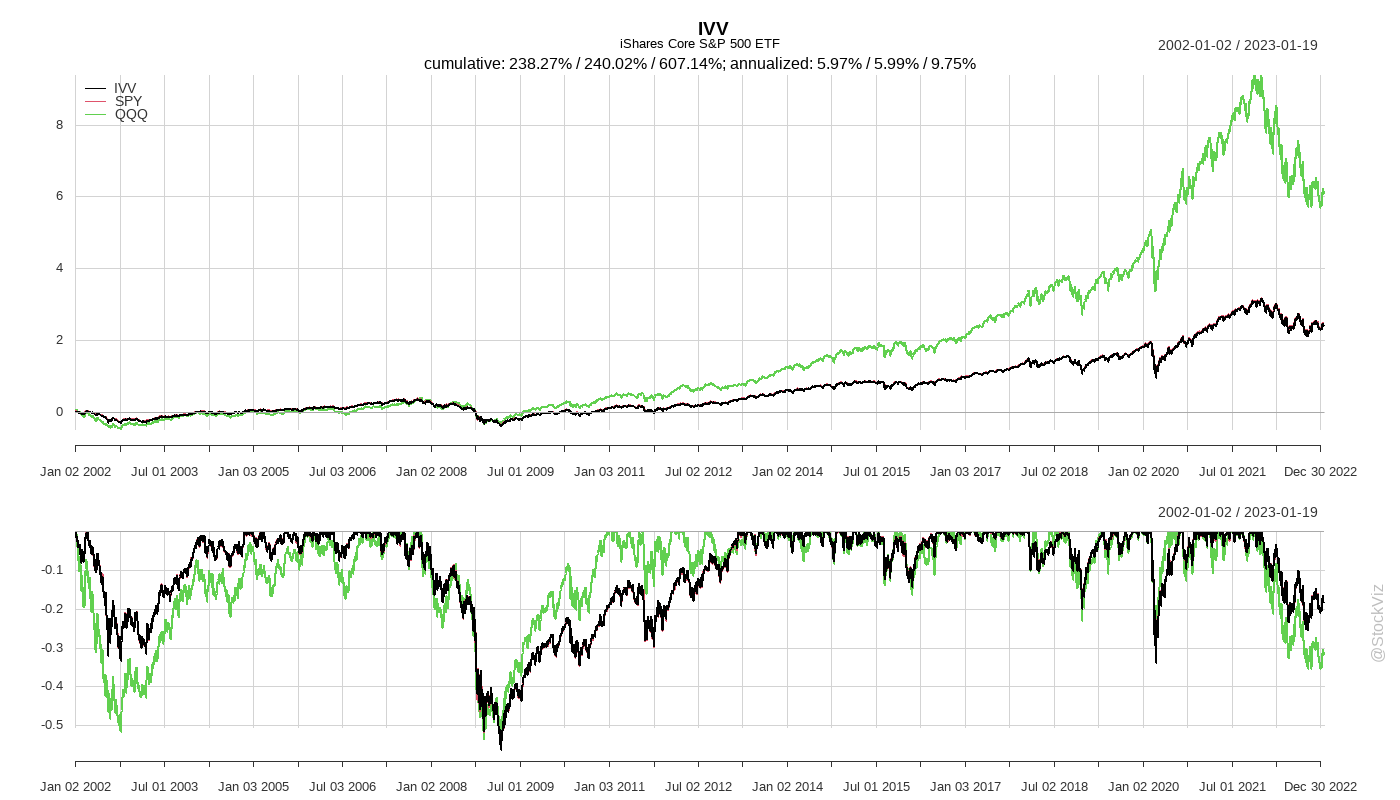 IVV
iShares Core S&P 500 ETF
2002-01-02 / 2023-01-19
cumulative: 238.27% / 240.02% / 607.14%; annualized: 5.97% / 5.99% / 9.75%
IVV
SPY
QQQ
8
6
4
2
0
Jan 02 2002 Jul 01 2003 Jan 03 2005 Jul 03 2006 Jan 02 2008 Jul 01 2009 Jan 03 2011 Jul 02 2012 Jan 02 2014 Jul 01 2015 Jan 03 2017 Jul 02 2018 Jan 02 2020 Jul 01 2021 Dec 30 2022
2002-01-02 / 2023-01-19
-0.1
-0.2
-0.3
-0.4
-0.5
Jan 02 2002 Jul 01 2003 Jan 03 2005 Jul 03 2006 Jan 02 2008 Jul 01 2009 Jan 03 2011 Jul 02 2012 Jan 02 2014 Jul 01 2015 Jan 03 2017 Jul 02 2018 Jan 02 2020 Jul 01 2021 Dec 30 2022
@StockViz